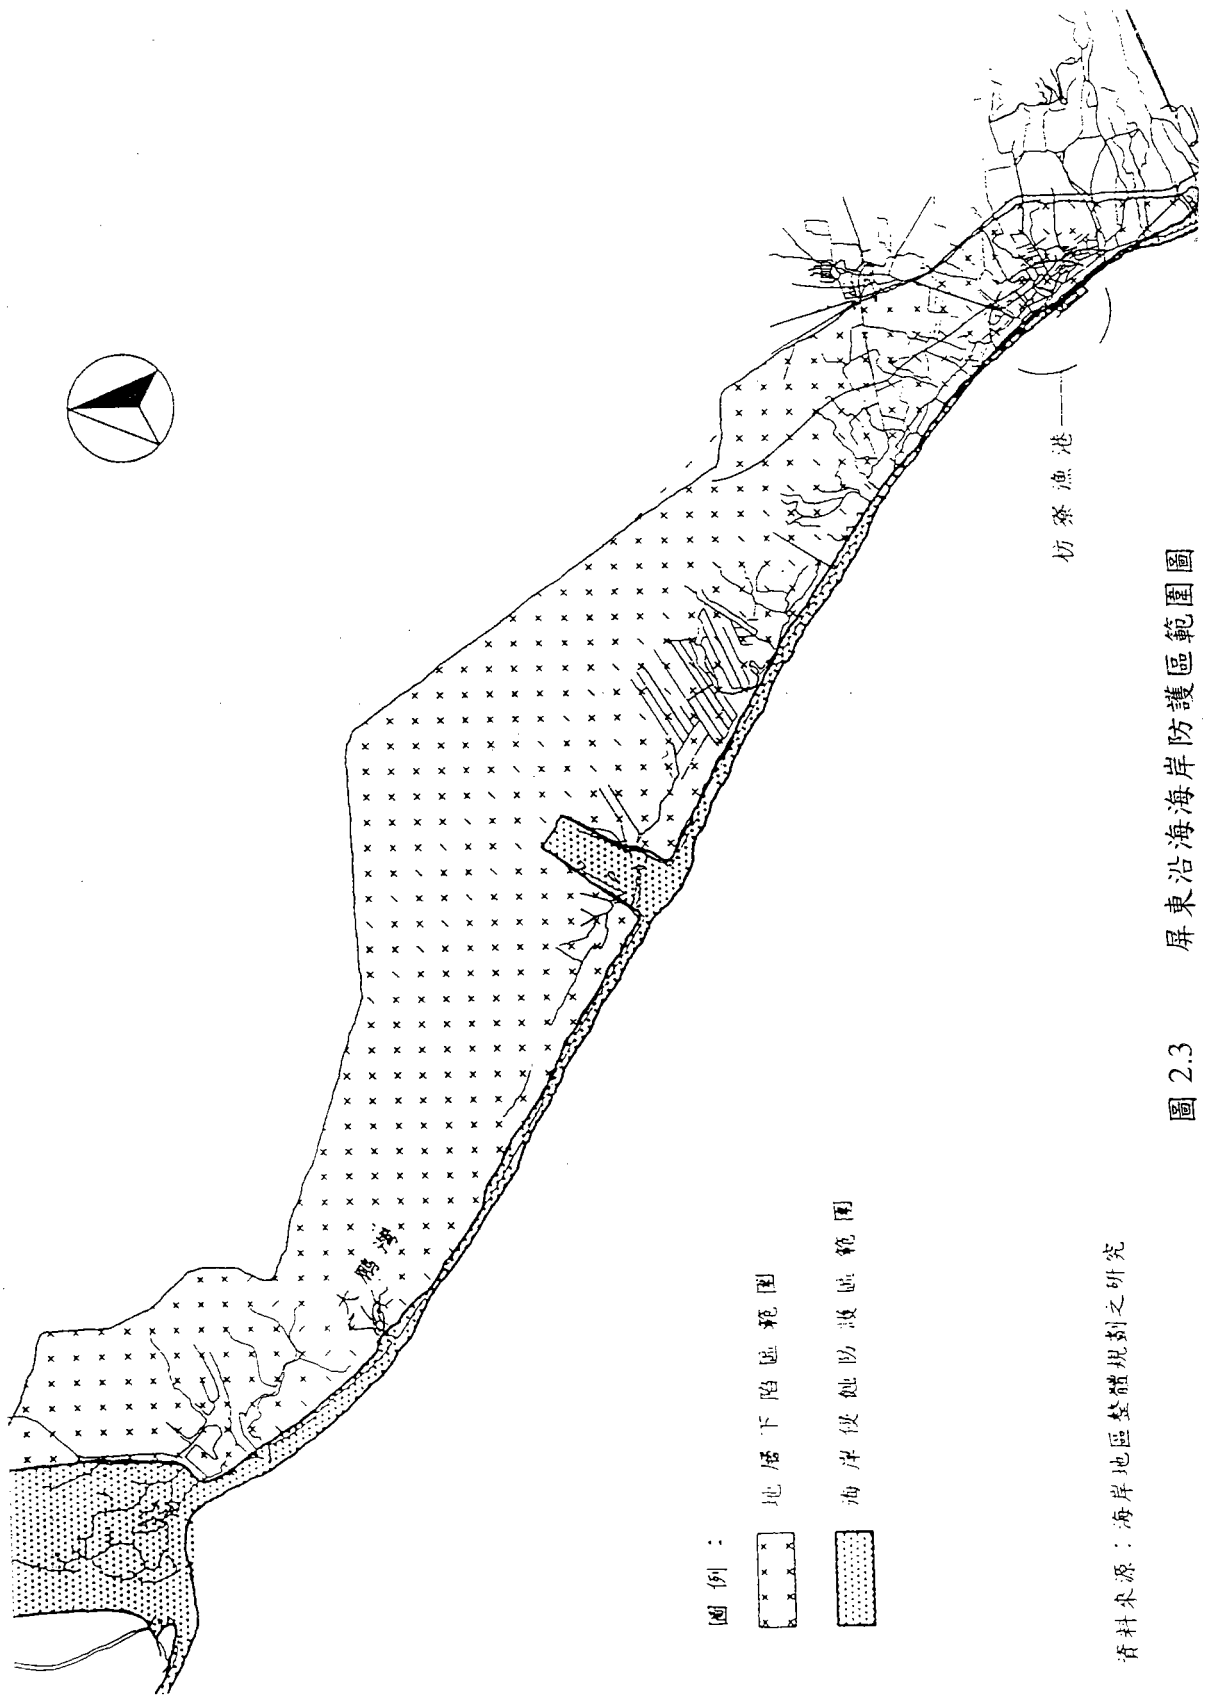 大鵬灣
枋寮漁港
圖例：
地層下陷區範圍
海岸侵蝕防護區範圍
圖 2.3 屏東沿海海岸防護區範圍圖
資料來源：海岸地區整體規劃之研究